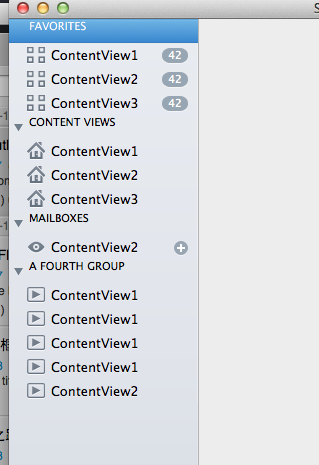 S
FAVORITES
ContentView1 42
ContentView2 42
ContentView3 42
CONTENT VIEWS
ContentView1
ContentView2
ContentView3
MAILBOXES
ContentView2
A FOURTH GROUP
ContentView1
ContentView1
ContentView1
ContentView1
ContentView2